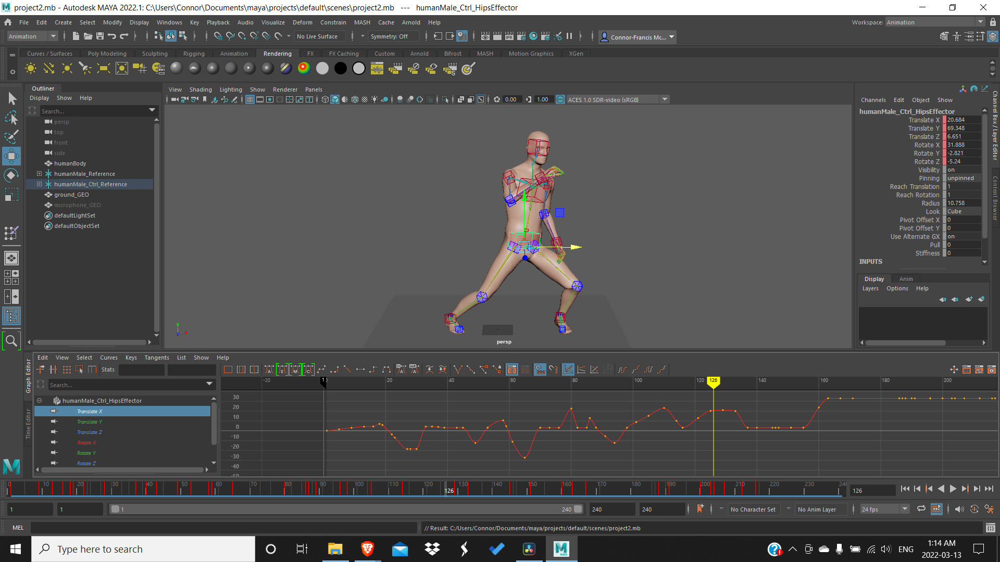 project2.mb - Autodesk MAYA 2022.1: C:\Users\Connor\Documents\maya\projects\default\scenes\project2.mb --- humanMale_Ctrl_HipsEffector
File Edit Create Select Modify Display Windows Key Playback Audio Visualize Deform Constrain MASH Cache Arnold Help
Workspace: Animation
Animation
No Live Surface
Symmetry: Off
IPR
Connor-Francis Mc...
Curves / Surfaces Poly Modeling Sculpting Rigging Animation Rendering FX FX Caching Custom Arnold Bifrost MASH Motion Graphics XGen
Outliner
Display Show Help
Search...
persp
top
front
side
humanBody
humanMale_Reference
humanMale_Ctrl_Reference
ground_GEO
microphone_GEO
defaultLightSet
defaultObjectSet
View Shading Lighting Show Renderer Panels
0.00
1.00
ACES 1.0 SDR-video (sRGB)
y
x
persp
Channels Edit Object Show
humanMale_Ctrl_HipsEffector
Translate X 20.684
Translate Y 69.348
Translate Z 6.651
Rotate X 31.888
Rotate Y -2.821
Rotate Z -5.24
Visibility on
Pinning unpinned
Reach Translation 1
Reach Rotation 1
Radius 10.758
Look Cube
Pivot Offset X 0
Pivot Offset Y 0
Use Alternate GX on
Pull 0
Stiffness 0
INPUTS
Channel Box / Layer Editor
Content Browser
Display Anim
Layers Options Help
Graph Editor
Time Editor
Edit View Select Curves Keys Tangents List Show Help
Stats
Search...
humanMale_Ctrl_HipsEffector
Translate X
Translate Y
Translate Z
Rotate X
Rotate Y
Rotate Z
-20 1 20 40 60 80 100 120 126 140 160 180 200
30
20
10
0
-10
-20
-30
-40
-50
0 10 20 30 40 50 60 70 80 90 100 110 120 126 130 140 150 160 170 180 190 200 210 220 230 240
126
1
1
1
240
240
240
No Character Set
No Anim Layer
24 fps
MEL
// Result: C:/Users/Connor/Documents/maya/projects/default/scenes/project2.mb
Type here to search
MAYA
ENG
1:14 AM
2022-03-13